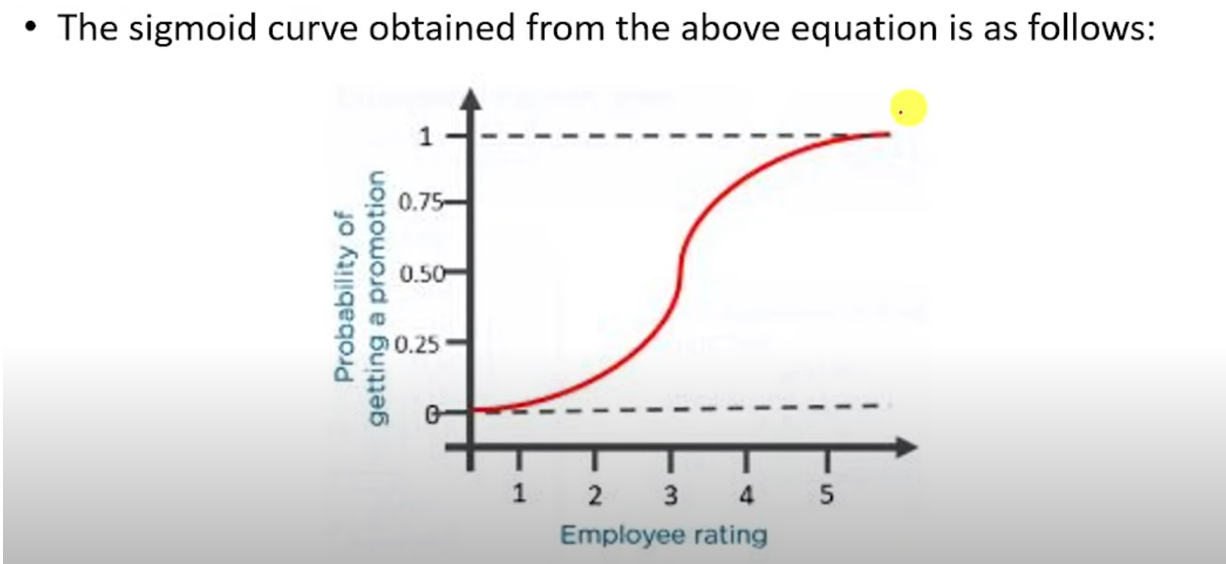 • The sigmoid curve obtained from the above equation is as follows:
Probability of
getting a promotion
1
0.75
0.50
0.25
0
1 2 3 4 5
Employee rating